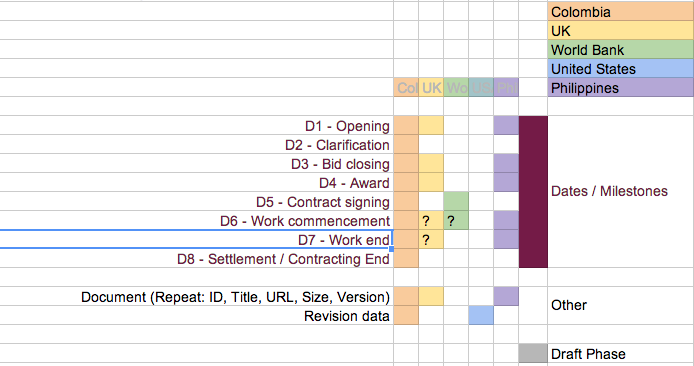 Colombia
UK
World Bank
United States
Philippines
Col UK Wo Phi
D1 - Opening
D2 - Clarification
D3 - Bid closing
D4 - Award
Dates / Milestones
D5 - Contract signing
D6 - Work commencement ? ?
D7 - Work end ?
D8 - Settlement / Contracting End
Document (Repeat: ID, Title, URL, Size, Version)
Other
Revision data
Draft Phase